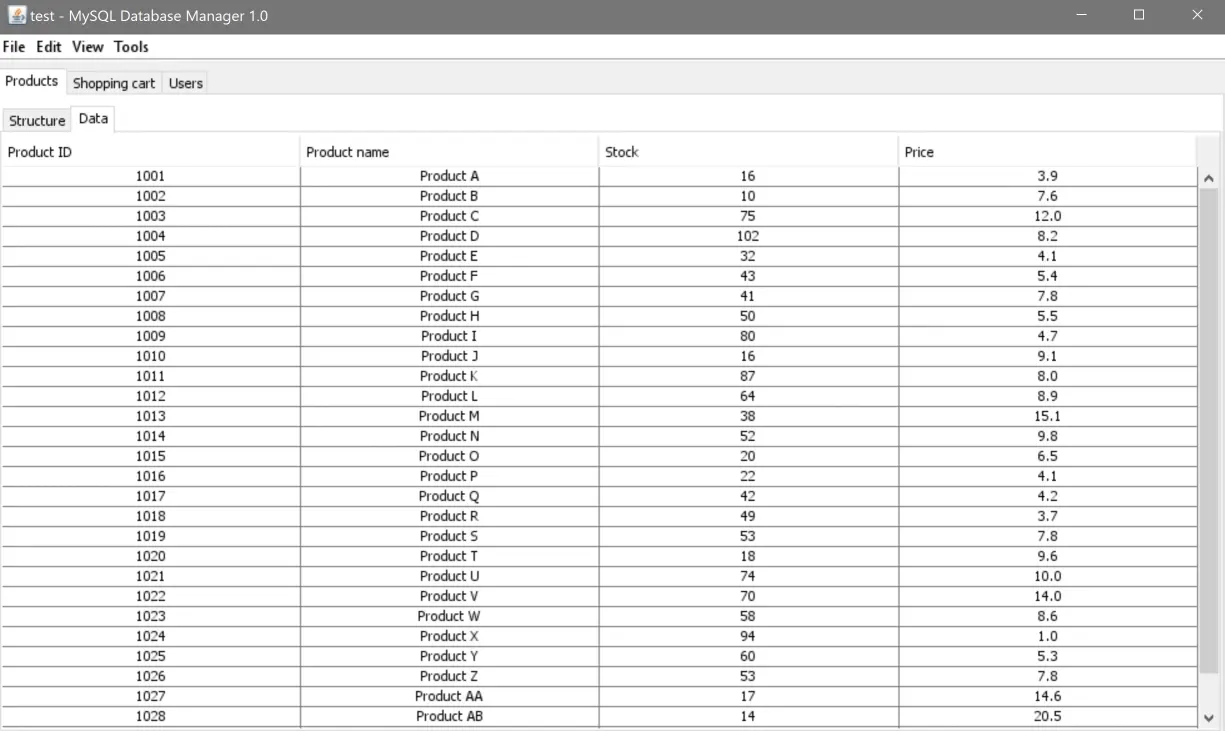 test - MySQL Database Manager 1.0
File Edit View Tools
Products Shopping cart Users
Structure Data
Product ID Product name Stock Price
1001 Product A 16 3.9
1002 Product B 10 7.6
1003 Product C 75 12.0
1004 Product D 102 8.2
1005 Product E 32 4.1
1006 Product F 43 5.4
1007 Product G 41 7.8
1008 Product H 50 5.5
1009 Product I 80 4.7
1010 Product J 16 9.1
1011 Product K 87 8.0
1012 Product L 64 8.9
1013 Product M 38 15.1
1014 Product N 52 9.8
1015 Product O 20 6.5
1016 Product P 22 4.1
1017 Product Q 42 4.2
1018 Product R 49 3.7
1019 Product S 53 7.8
1020 Product T 18 9.6
1021 Product U 74 10.0
1022 Product V 70 14.0
1023 Product W 58 8.6
1024 Product X 94 1.0
1025 Product Y 60 5.3
1026 Product Z 53 7.8
1027 Product AA 17 14.6
1028 Product AB 14 20.5